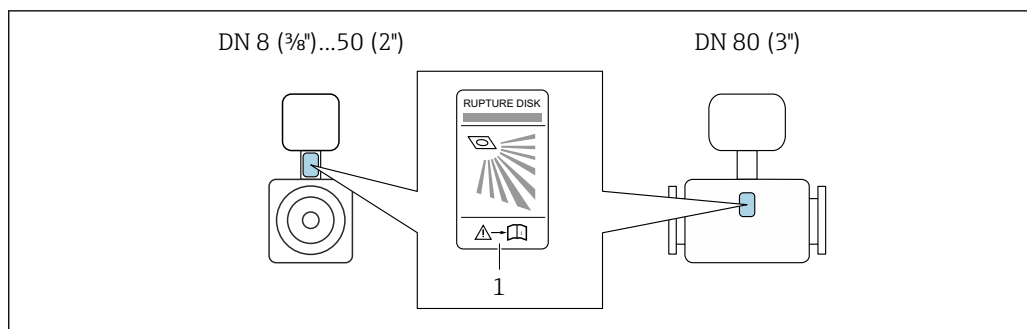 DN 8 (⅜")...50 (2")
DN 80 (3")
RUPTURE DISK
1